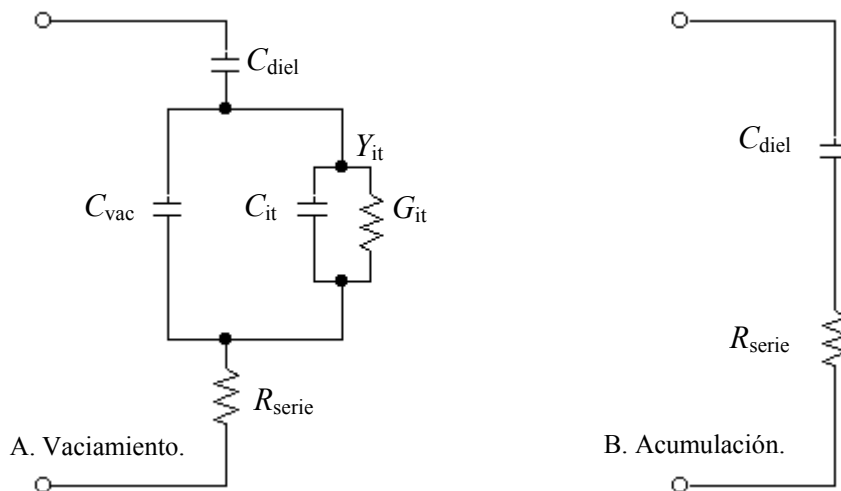 C_diel
Y_it
C_vac
C_it
G_it
R_serie
A. Vaciamiento.
C_diel
R_serie
B. Acumulación.